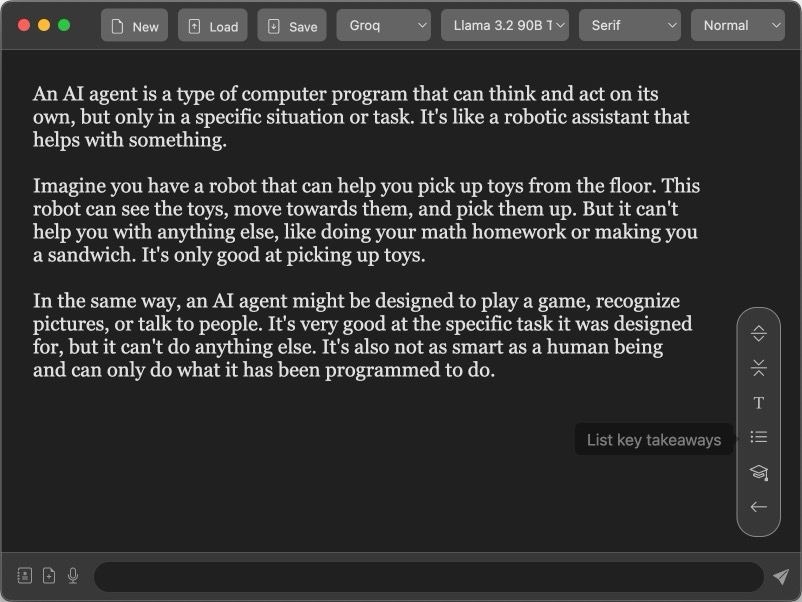 New Load Save Groq Llama 3.2 90B Serif Normal
An AI agent is a type of computer program that can think and act on its
own, but only in a specific situation or task. It's like a robotic assistant that
helps with something.
Imagine you have a robot that can help you pick up toys from the floor. This
robot can see the toys, move towards them, and pick them up. But it can't
help you with anything else, like doing your math homework or making you
a sandwich. It's only good at picking up toys.
In the same way, an AI agent might be designed to play a game, recognize
pictures, or talk to people. It's very good at the specific task it was designed
for, but it can't do anything else. It's also not as smart as a human being
and can only do what it has been programmed to do.
T
List key takeaways